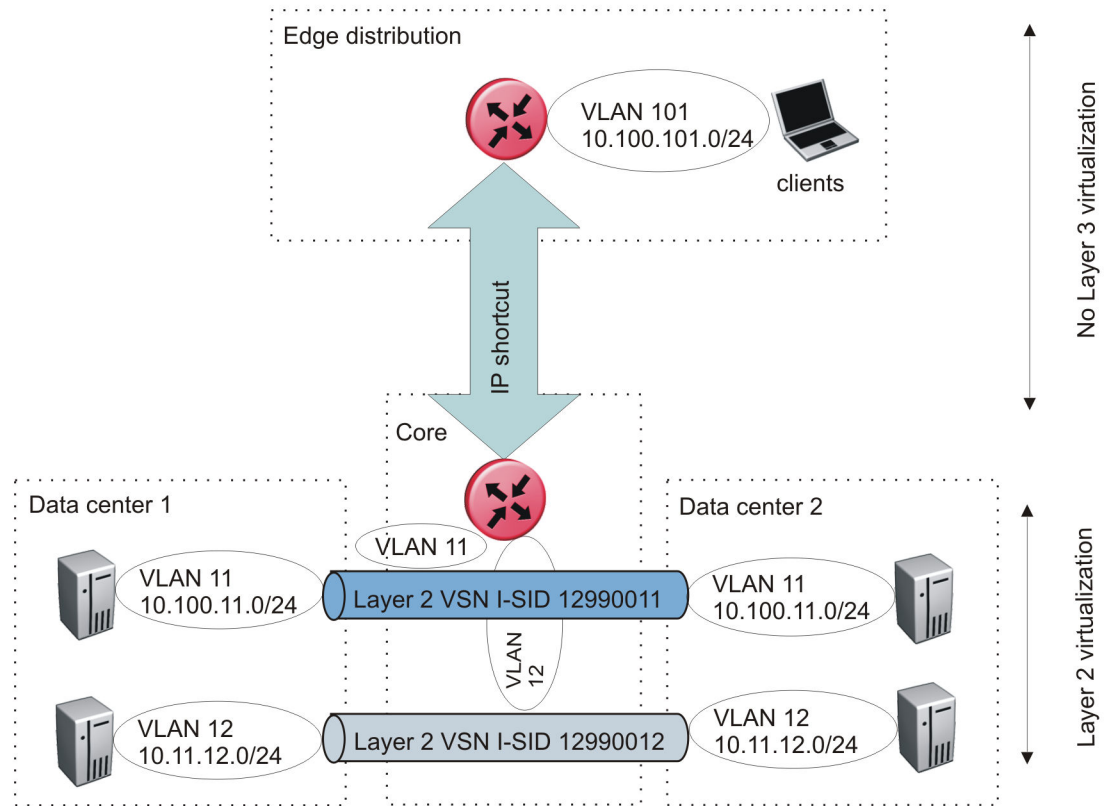 Edge distribution
VLAN 101
10.100.101.0/24
clients
No Layer 3 virtualization
IP shortcut
Core
Data center 1
Data center 2
VLAN 11
VLAN 11
10.100.11.0/24
Layer 2 VSN I-SID 12990011
VLAN 11
10.100.11.0/24
VLAN
12
Layer 2 virtualization
VLAN 12
10.11.12.0/24
Layer 2 VSN I-SID 12990012
VLAN 12
10.11.12.0/24